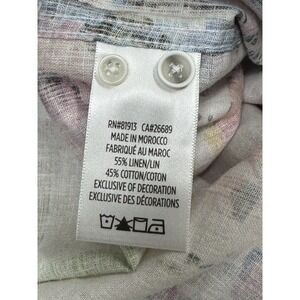 RN#81913 CA#26689
MADE IN MOROCCO
FABRIQUÉ AU MAROC
55% LINEN/LIN
45% COTTON/COTON
EXCLUSIVE OF DECORATION
EXCLUSIVE DES DÉCORATIONS